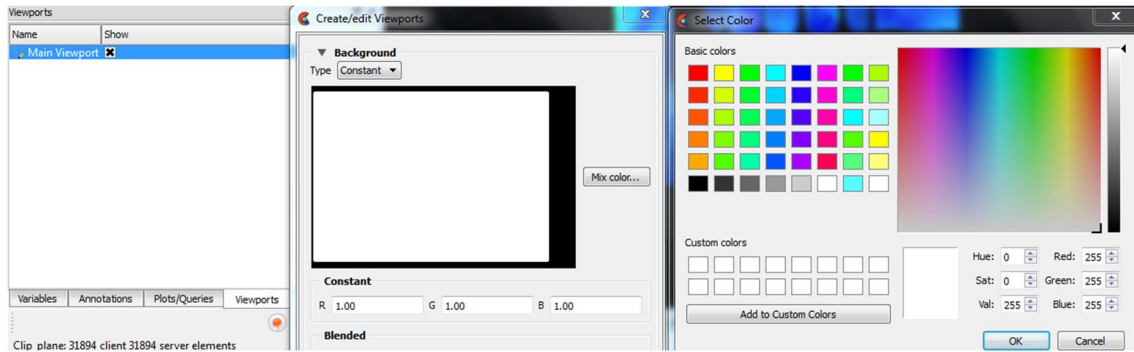 Viewports
Name Show
Main Viewport
Variables Annotations Plots/Queries Viewports
Clip plane: 31894 client 31894 server elements
Create/edit Viewports
Background
Type Constant
Mix color...
Constant
R 1.00 G 1.00 B 1.00
Blended
Select Color
Basic colors
Custom colors
Add to Custom Colors
Hue: 0 Red: 255
Sat: 0 Green: 255
Val: 255 Blue: 255
OK Cancel